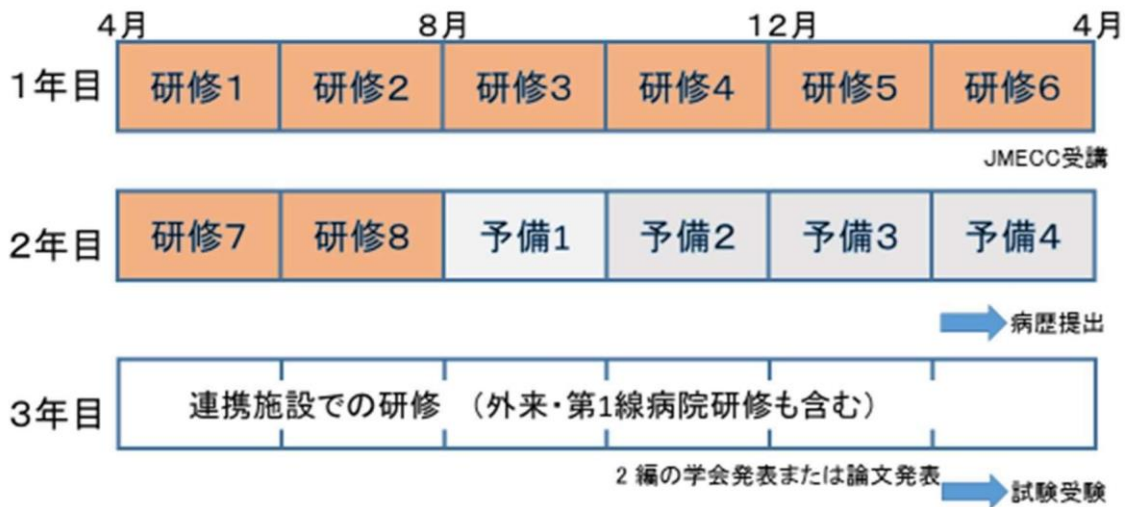 4月 8月 12月 4月
1年目 研修1 研修2 研修3 研修4 研修5 研修6
JMECC受講
2年目 研修7 研修8 予備1 予備2 予備3 予備4
病歴提出
3年目 連携施設での研修 （外来・第1線病院研修も含む）
2編の学会発表または論文発表
試験受験